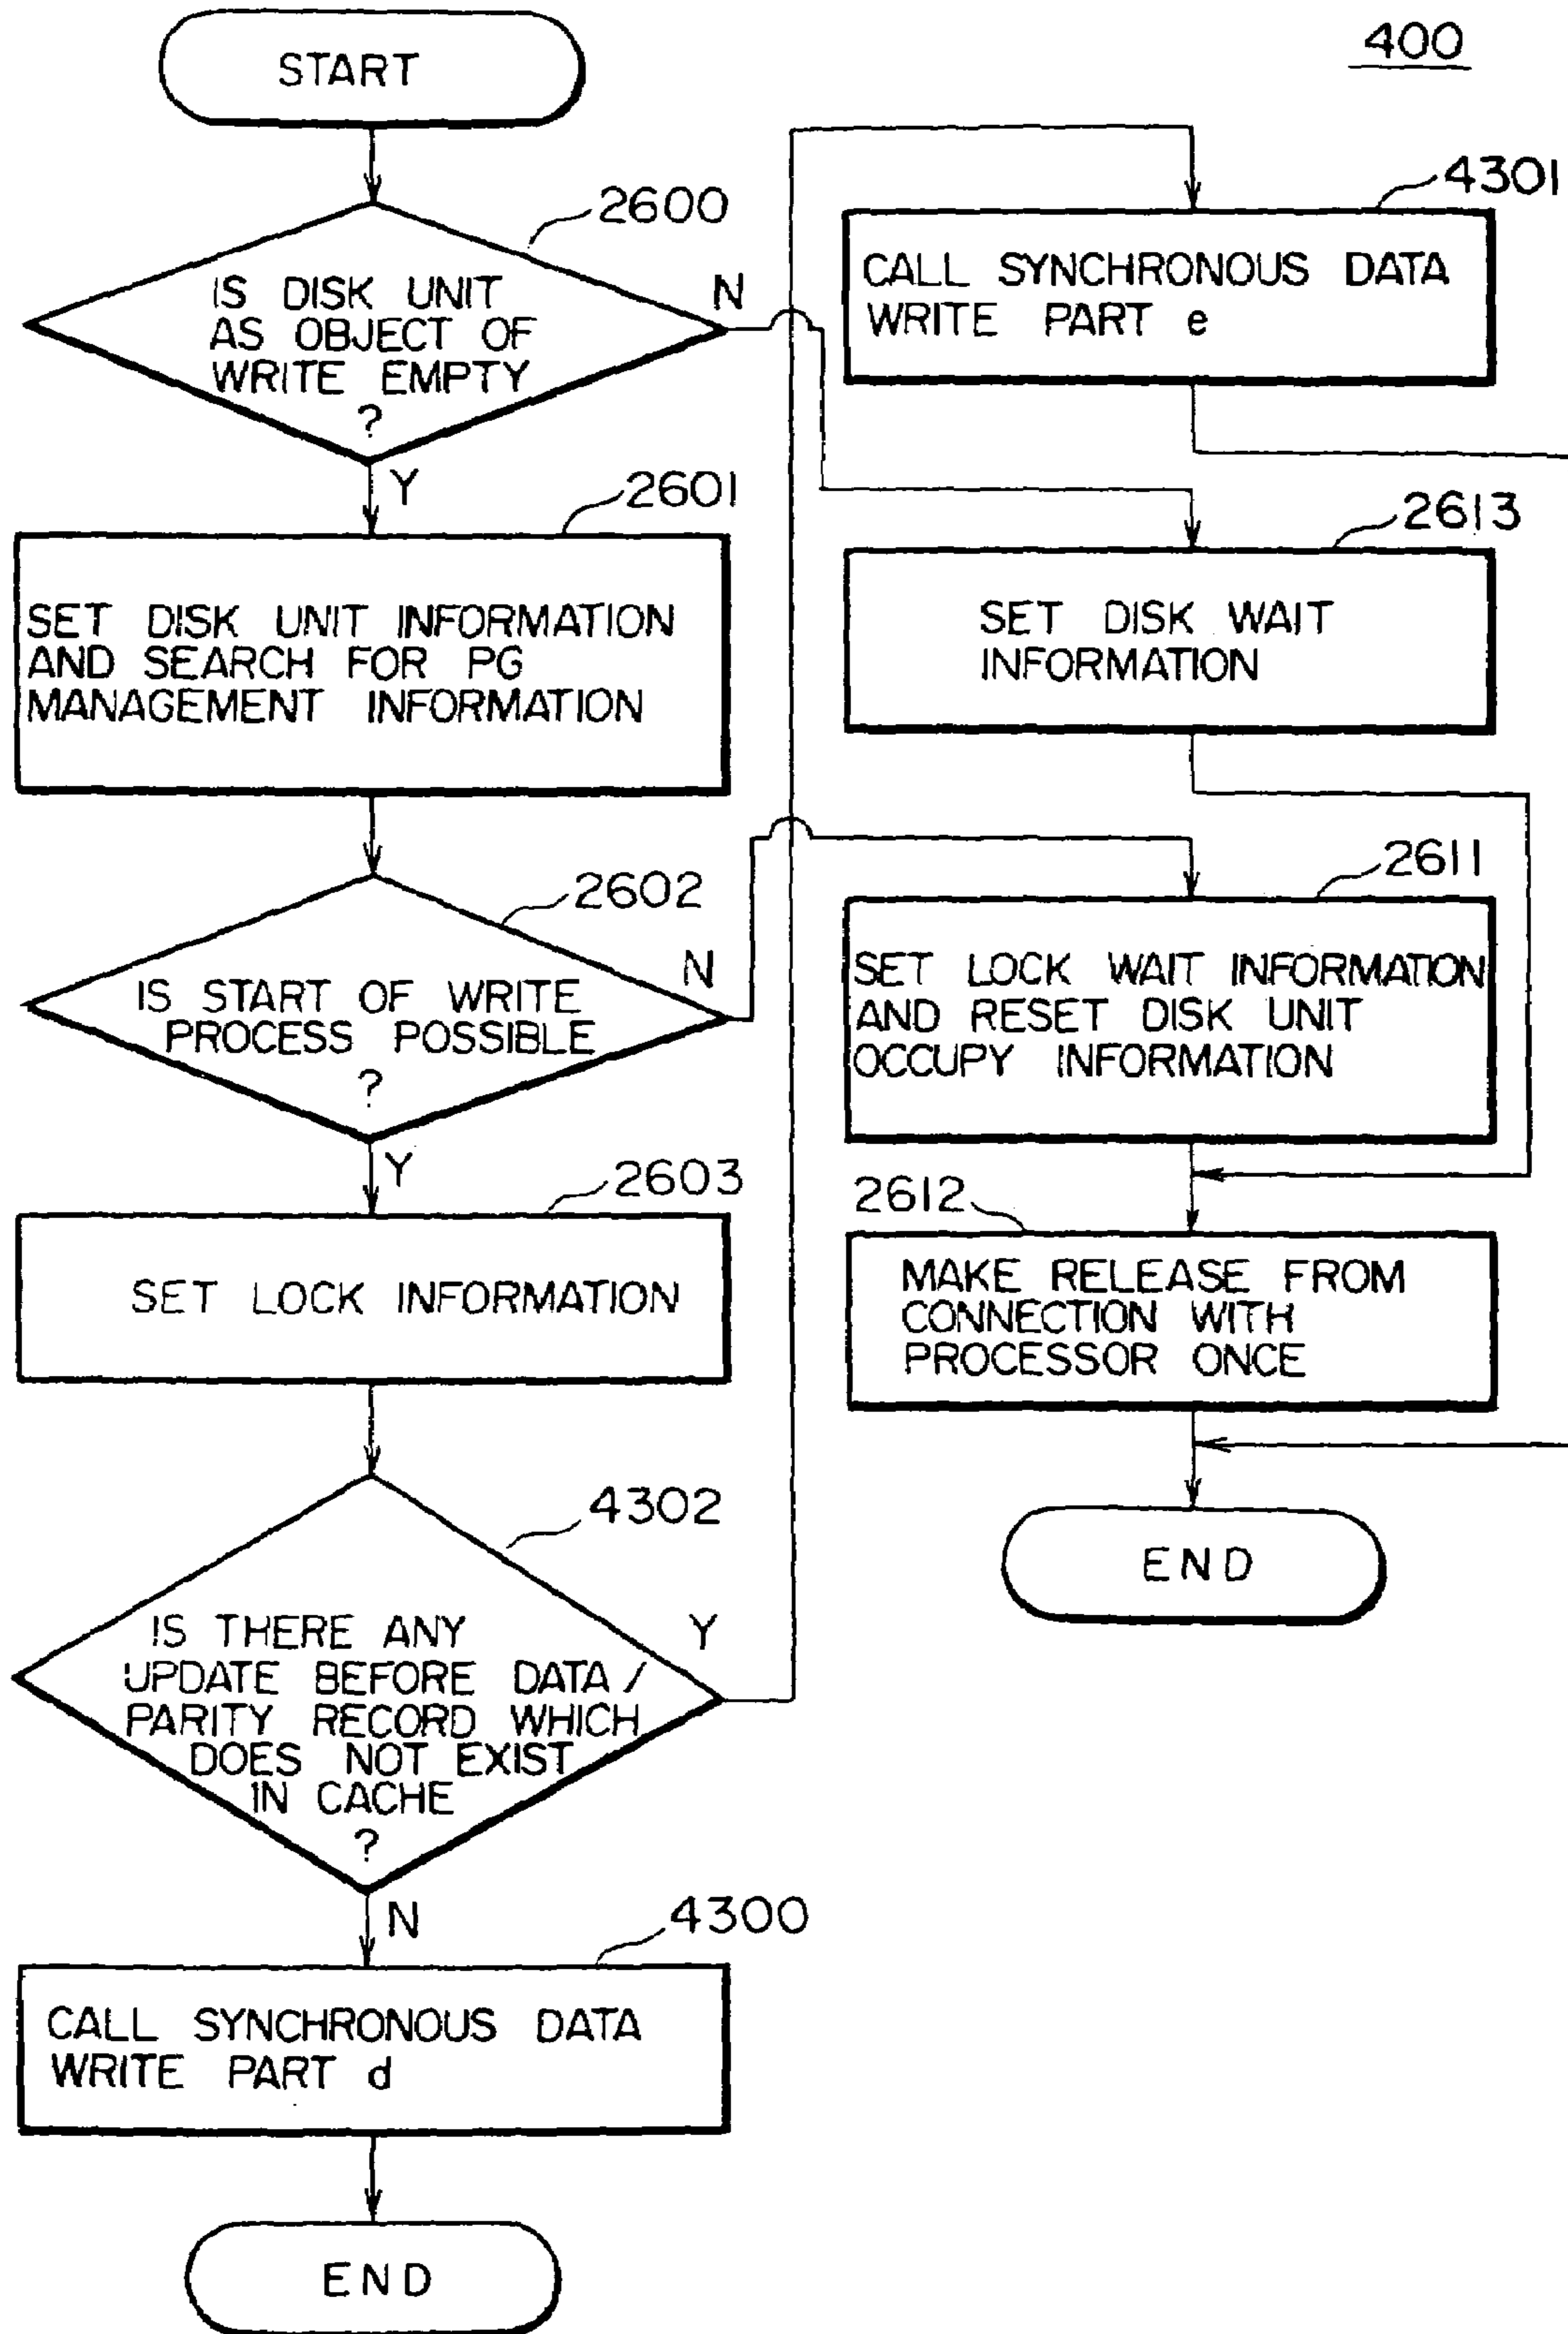 400
START
2600
IS DISK UNIT
AS OBJECT OF
WRITE EMPTY
?
N
Y
2601
SET DISK UNIT INFORMATION
AND SEARCH FOR PG
MANAGEMENT INFORMATION
2602
IS START OF WRITE
PROCESS POSSIBLE
?
N
Y
2603
SET LOCK INFORMATION
4302
IS THERE ANY
UPDATE BEFORE DATA /
PARITY RECORD WHICH
DOES NOT EXIST
IN CACHE
?
Y
N
4300
CALL SYNCHRONOUS DATA
WRITE PART d
END
4301
CALL SYNCHRONOUS DATA
WRITE PART e
2613
SET DISK WAIT
INFORMATION
2611
SET LOCK WAIT INFORMATION
AND RESET DISK UNIT
OCCUPY INFORMATION
2612
MAKE RELEASE FROM
CONNECTION WITH
PROCESSOR ONCE
END